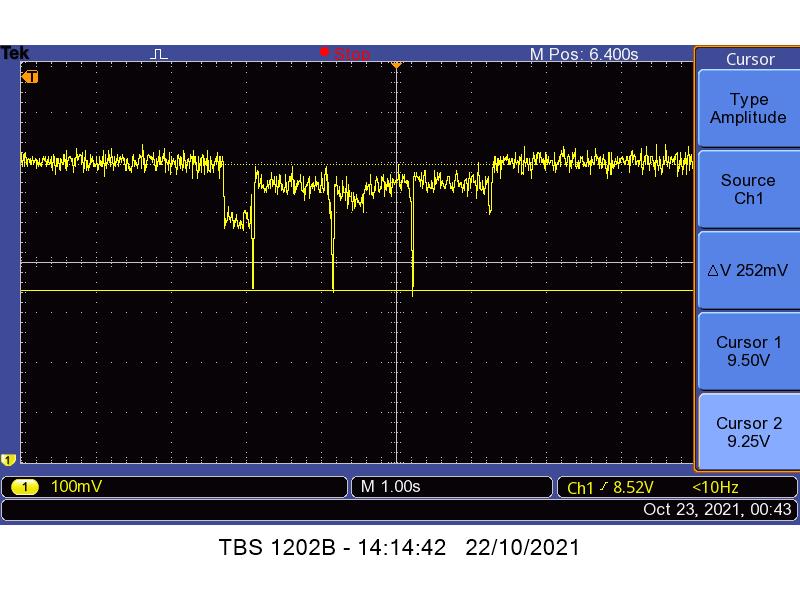 Tek
Stop
M Pos: 6.400s
Cursor
T
Type
Amplitude
Source
Ch1
△V 252mV
Cursor 1
9.50V
Cursor 2
9.25V
1
1 100mV
M 1.00s
Ch1 8.52V
<10Hz
Oct 23, 2021, 00:43
TBS 1202B - 14:14:42 22/10/2021